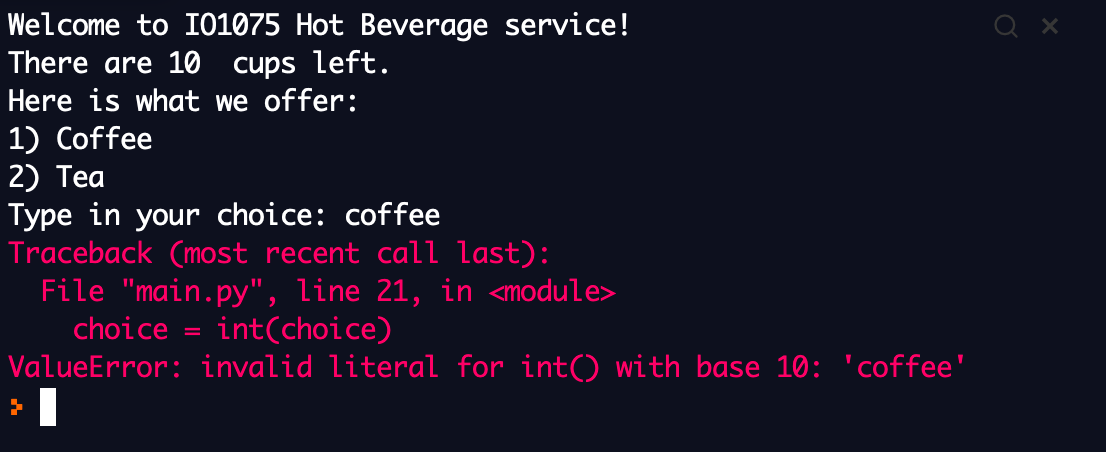 Welcome to IO1075 Hot Beverage service!
There are 10  cups left.
Here is what we offer:
1) Coffee
2) Tea
Type in your choice: coffee
Traceback (most recent call last):
  File "main.py", line 21, in <module>
    choice = int(choice)
ValueError: invalid literal for int() with base 10: 'coffee'